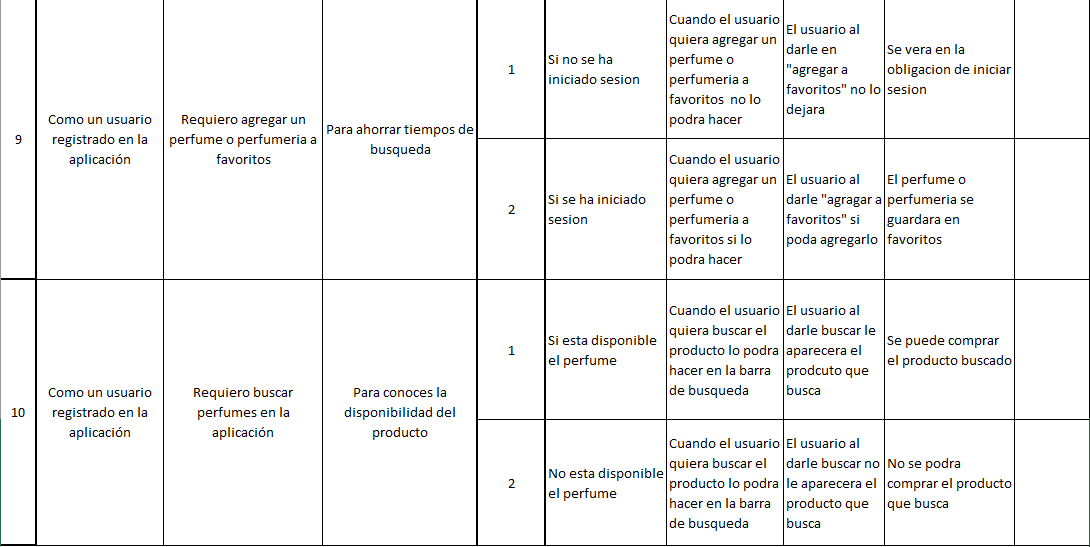 9
Como un usuario
registrado en la
aplicación
Requiero agregar un
perfume o perfumeria a
favoritos
Para ahorrar tiempos de
busqueda
1
Si no se ha
iniciado sesion
Cuando el usuario
quiera agregar un
perfume o
perfumeria a
favoritos no lo
podra hacer
El usuario al
darle en
"agregar a
favoritos" no lo
dejara
Se vera en la
obligacion de iniciar
sesion
2
Si se ha iniciado
sesion
Cuando el usuario
quiera agregar un
perfume o
perfumeria a
favoritos si lo
podra hacer
El usuario al
darle "agragar a
favoritos" si
poda agregarlo
El perfume o
perfumeria se
guardara en
favoritos
10
Como un usuario
registrado en la
aplicación
Requiero buscar
perfumes en la
aplicación
Para conoces la
disponibilidad del
producto
1
Si esta disponible
el perfume
Cuando el usuario
quiera buscar el
producto lo podra
hacer en la barra
de busqueda
El usuario al
darle buscar le
aparecera el
prodcuto que
busca
Se puede comprar
el producto buscado
2
No esta disponible
el perfume
Cuando el usuario
quiera buscar el
producto lo podra
hacer en la barra
de busqueda
El usuario al
darle buscar no
le aparecera el
producto que
busca
No se podra
comprar el producto
que busca